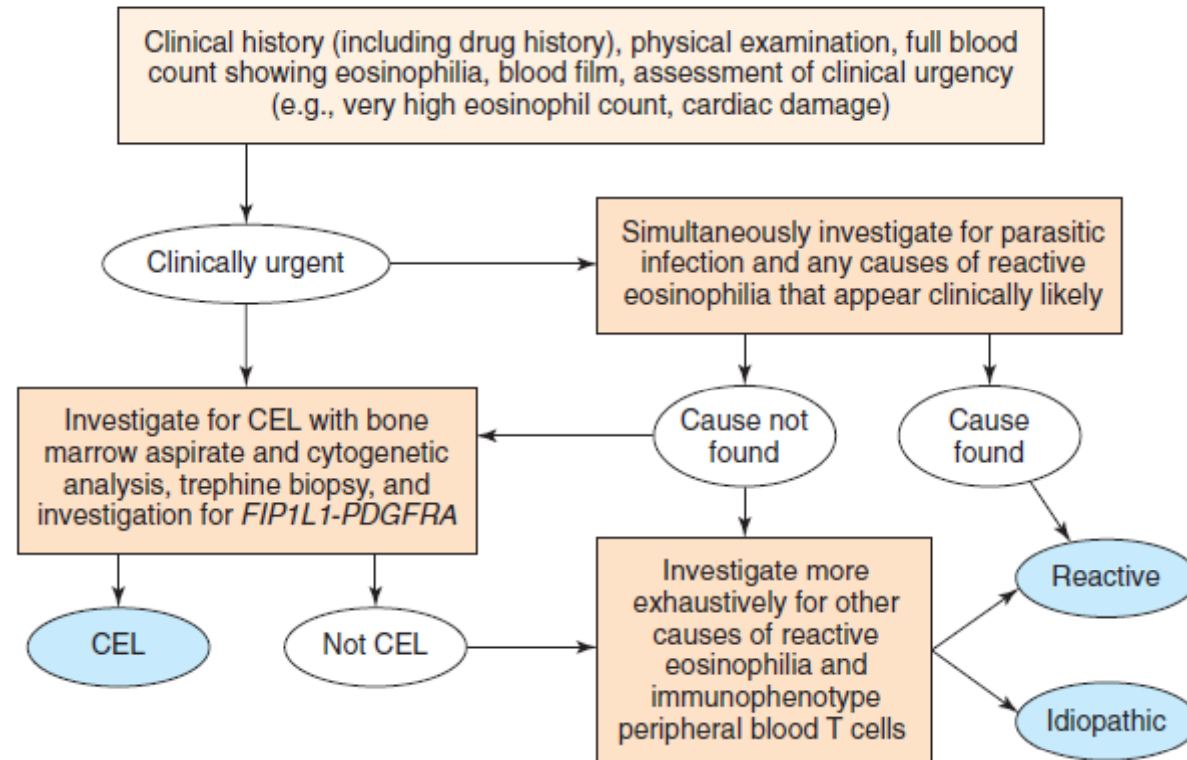 Clinical history (including drug history), physical examination, full blood
count showing eosinophilia, blood film, assessment of clinical urgency
(e.g., very high eosinophil count, cardiac damage)
Clinically urgent
Simultaneously investigate for parasitic
infection and any causes of reactive
eosinophilia that appear clinically likely
Investigate for CEL with bone
marrow aspirate and cytogenetic
analysis, trephine biopsy, and
investigation for FIP1L1-PDGFRA
Cause not
found
Cause
found
CEL
Not CEL
Investigate more
exhaustively for other
causes of reactive
eosinophilia and
immunophenotype
peripheral blood T cells
Reactive
Idiopathic